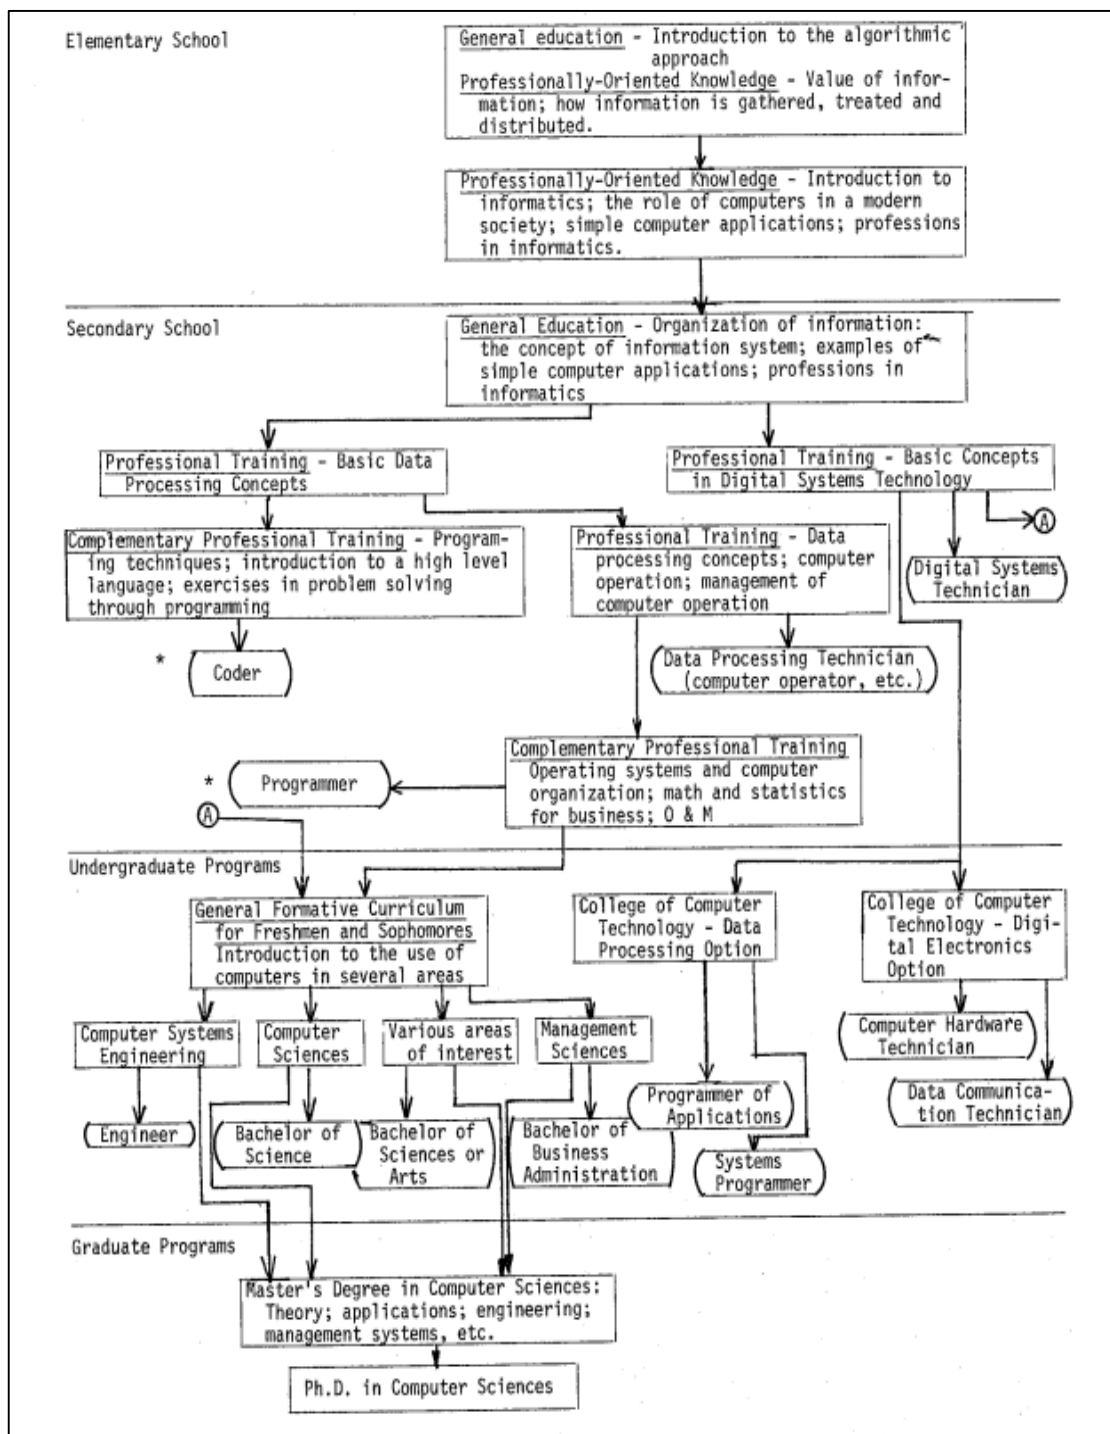 Elementary School
General education - Introduction to the algorithmic
approach
Professionally-Oriented Knowledge - Value of infor-
mation; how information is gathered, treated and
distributed.
Professionally-Oriented Knowledge - Introduction to
informatics; the role of computers in a modern
society; simple computer applications; professions
in informatics.
Secondary School
General Education - Organization of information:
the concept of information system; examples of
simple computer applications; professions in
informatics
Professional Training - Basic Data
Processing Concepts
Professional Training - Basic Concepts
in Digital Systems Technology
A
Complementary Professional Training - Program-
ing techniques; introduction to a high level
language; exercises in problem solving
through programming
Professional Training - Data
processing concepts; computer
operation; management of
computer operation
Digital Systems
Technician
*
Coder
Data Processing Technician
(computer operator, etc.)
Complementary Professional Training
Operating systems and computer
organization; math and statistics
for business; O & M
*
Programmer
A
Undergraduate Programs
General Formative Curriculum
for Freshmen and Sophomores
Introduction to the use of
computers in several areas
College of Computer
Technology - Data
Processing Option
College of Computer
Technology - Digi-
tal Electronics
Option
Computer Systems
Engineering
Computer
Sciences
Various areas
of interest
Management
Sciences
Computer Hardware
Technician
Programmer of
Applications
Data Communica-
tion Technician
Engineer
Bachelor of
Science
Bachelor of
Sciences or
Arts
Bachelor of
Business
Administration
Systems
Programmer
Graduate Programs
Master's Degree in Computer Sciences:
Theory; applications; engineering;
management systems, etc.
Ph.D. in Computer Sciences